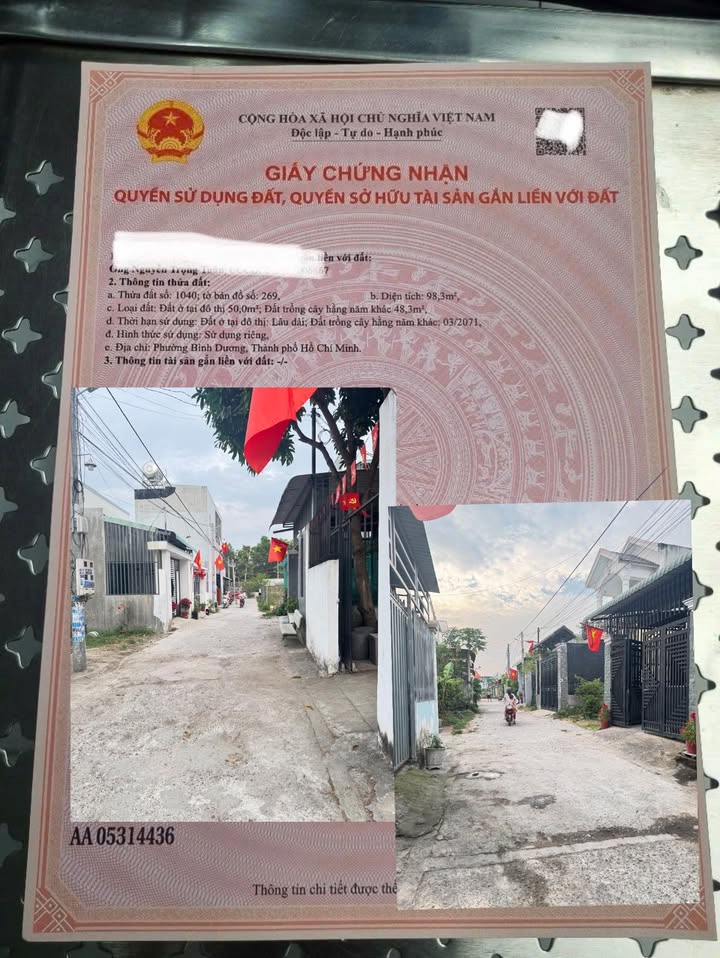 CỘNG HÒA XÃ HỘI CHỦ NGHĨA VIỆT NAM
Độc lập - Tự do - Hạnh phúc
GIẤY CHỨNG NHẬN
QUYỀN SỬ DỤNG ĐẤT, QUYỀN SỞ HỮU TÀI SẢN GẮN LIỀN VỚI ĐẤT
liền với đất:
Ông Nguyễn Trọng
2. Thông tin thửa đất:
a. Thửa đất số: 1040; tờ bản đồ số: 269, b. Diện tích: 98,3m²,
c. Loại đất: Đất ở tại đô thị 50,0m²; Đất trồng cây hằng năm khác 48,3m²,
d. Thời hạn sử dụng: Đất ở tại đô thị: Lâu dài; Đất trồng cây hằng năm khác: 03/2071,
đ. Hình thức sử dụng: Sử dụng riêng,
e. Địa chỉ: Phường Bình Dương, Thành phố Hồ Chí Minh.
3. Thông tin tài sản gắn liền với đất: -/-
AA 05314436
Thông tin chi tiết được thể